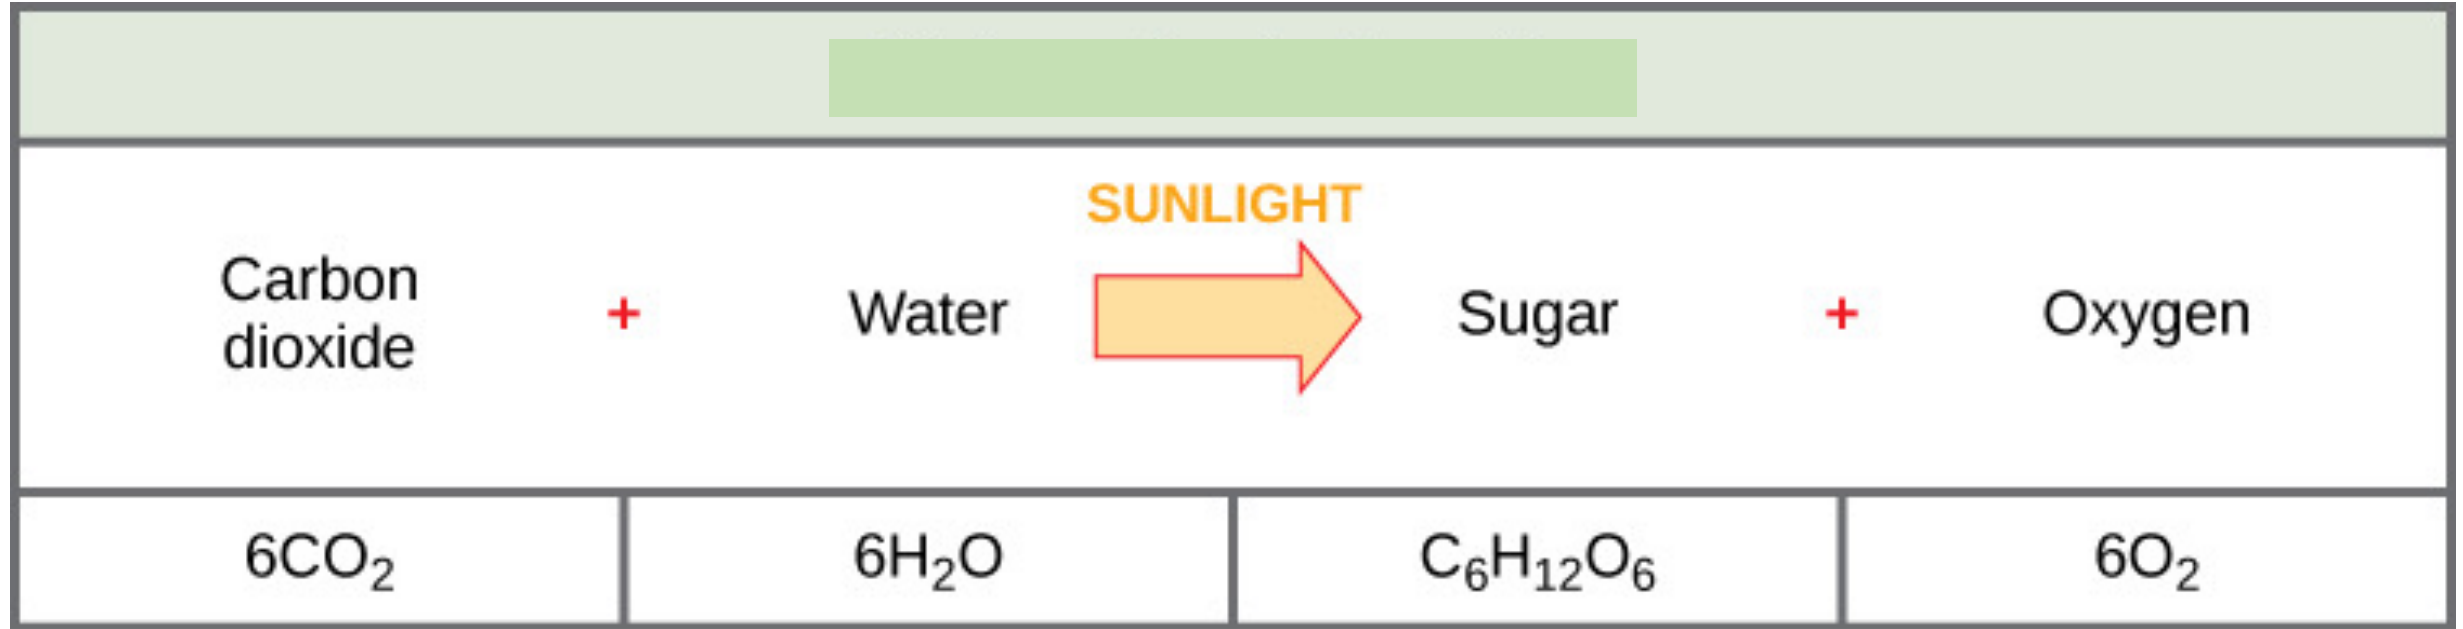 SUNLIGHT
Carbon
dioxide
+
Water
Sugar
+
Oxygen
6CO₂
6H₂O
C₆H₁₂O₆
6O₂